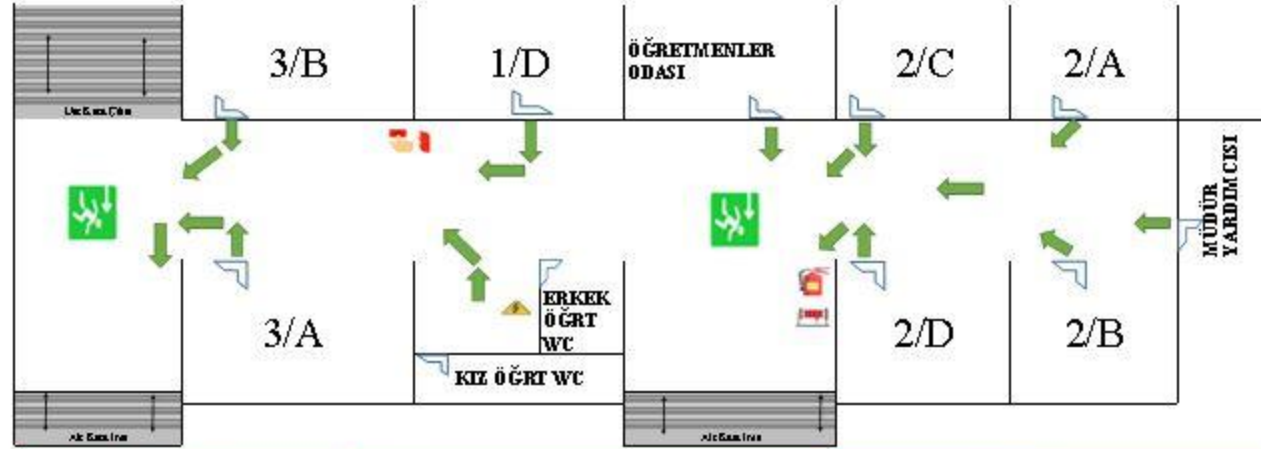 3/B
1/D
ÖĞRETMENLER
ODASI
2/C
2/A
MÜDÜR
YARDIMCISI
3/A
ERKEK
ÖĞRT
WC
KIZ ÖĞRT WC
2/D
2/B